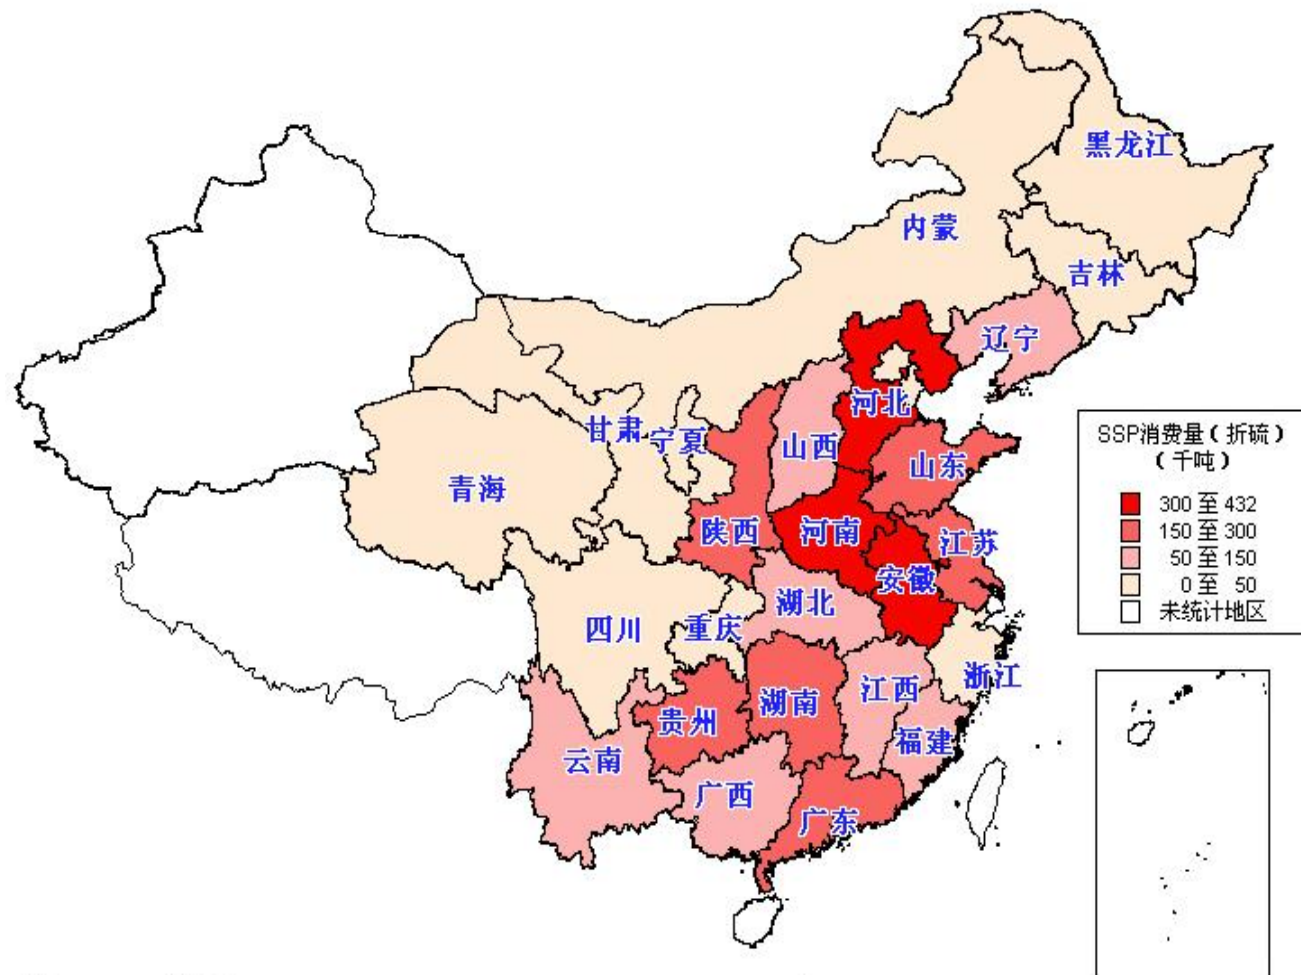 黑龙江
内蒙
吉林
辽宁
河北
甘肃
宁夏
山西
山东
青海
陕西
河南
江苏
安徽
湖北
四川
重庆
浙江
江西
湖南
贵州
福建
云南
广西
广东
SSP消费量（折硫）
（千吨）
300 至 432
150 至 300
50 至 150
0 至 50
未统计地区